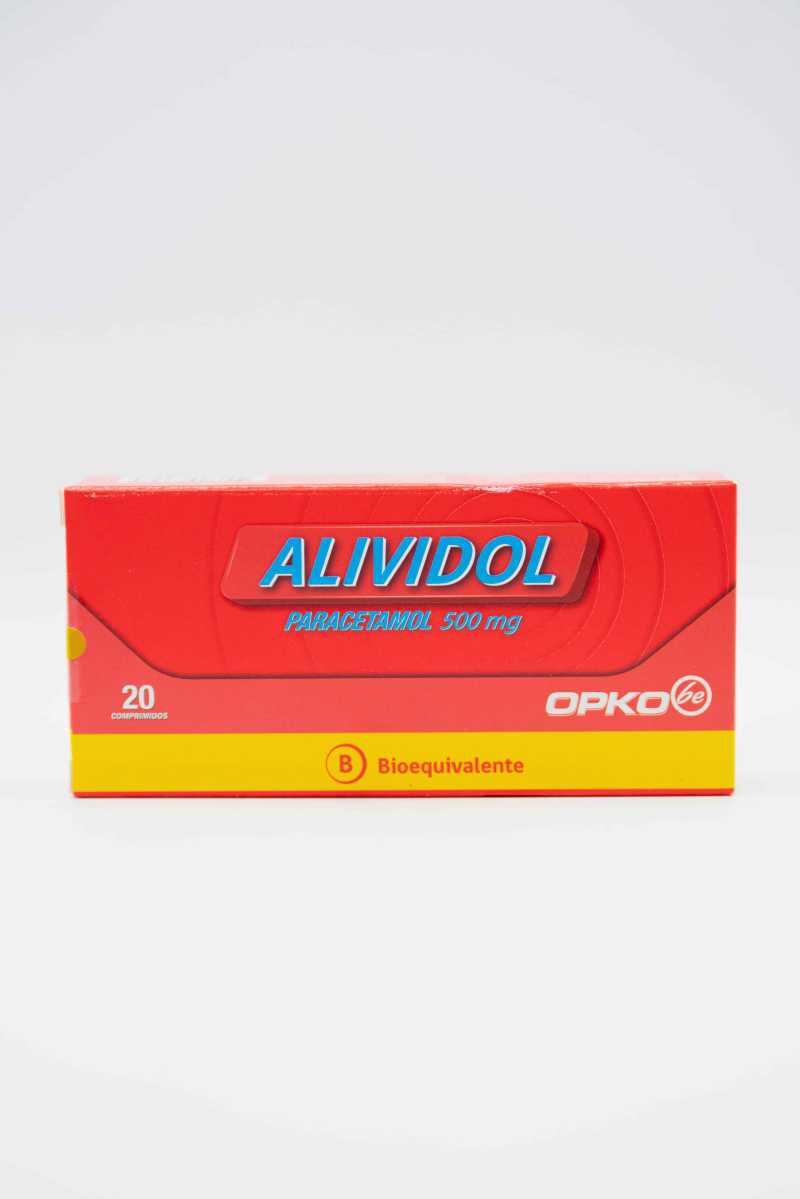 ALIVIDOL
PARACETAMOL 500 mg
20
COMPRIMIDOS
OPKO be
B Bioequivalente